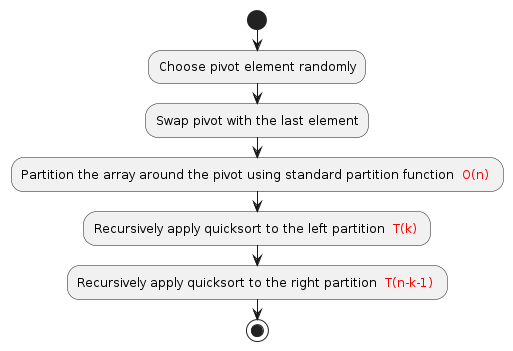 Choose pivot element randomly
Swap pivot with the last element
Partition the array around the pivot using standard partition function O(n)
Recursively apply quicksort to the left partition T(k)
Recursively apply quicksort to the right partition T(n-k-1)